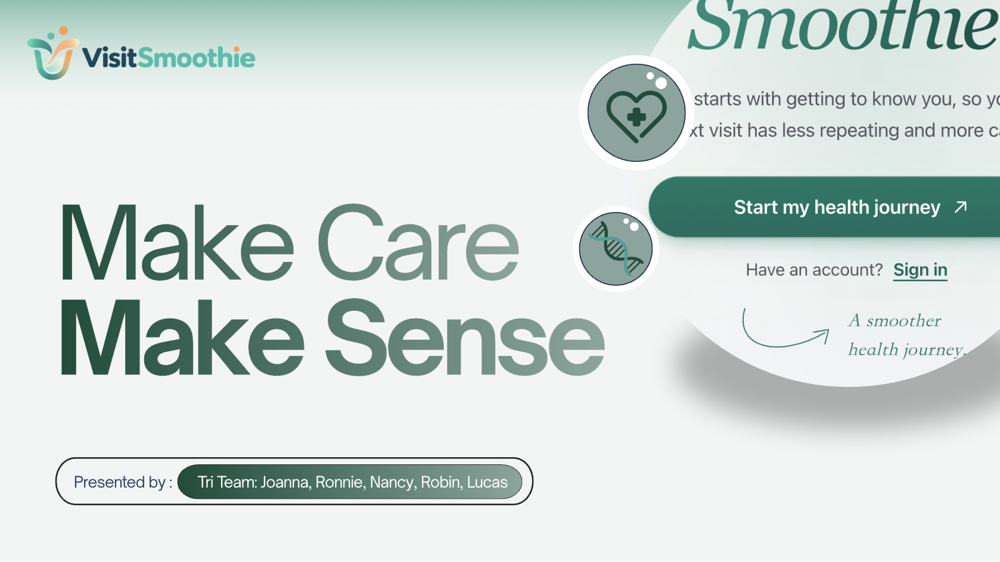 VisitSmoothie
Make Care
Make Sense
Presented by :
Tri Team: Joanna, Ronnie, Nancy, Robin, Lucas
Smoothie
starts with getting to know you, so
visit has less repeating and more
Start my health journey
Have an account? Sign in
A smoother
health journey.